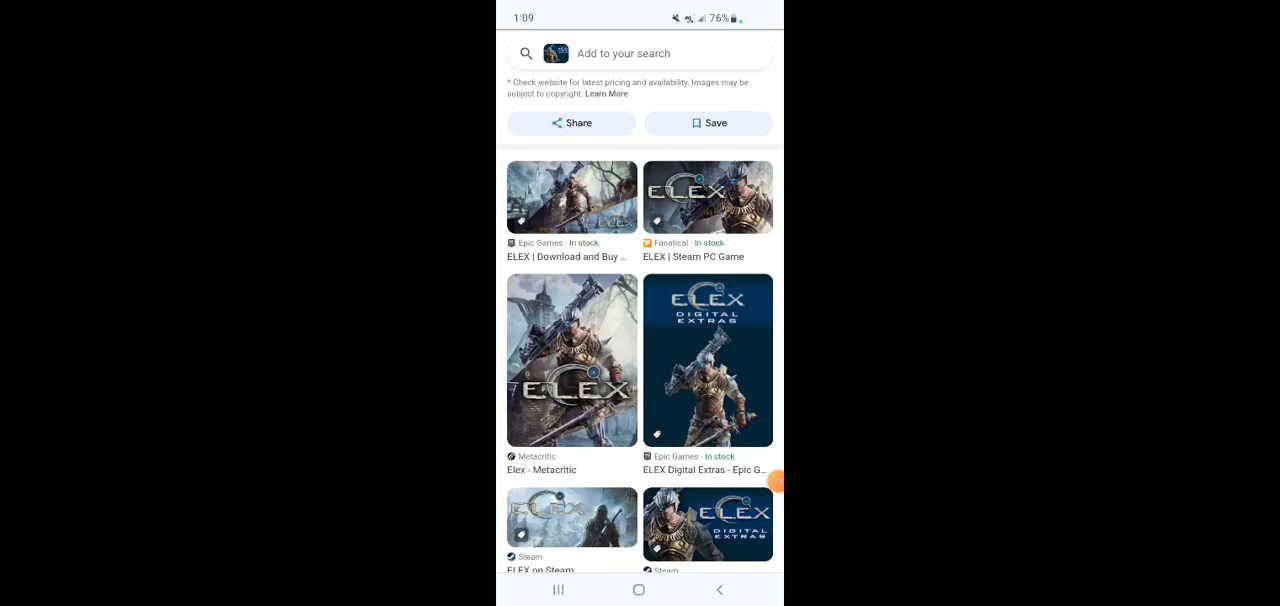 1:09
76%
Add to your search
* Check website for latest pricing and availability. Images may be
subject to copyright. Learn More
Share
Save
ELEX
ELEX
Epic Games · In stock
Fanatical · In stock
ELEX | Download and Buy ...
ELEX | Steam PC Game
ELEX
ELEX
DIGITAL
EXTRAS
Metacritic
Epic Games · In stock
Elex - Metacritic
ELEX Digital Extras - Epic G...
ELEX
ELEX
DIGITAL
EXTRAS
Steam
Steam
ELEX on Steam